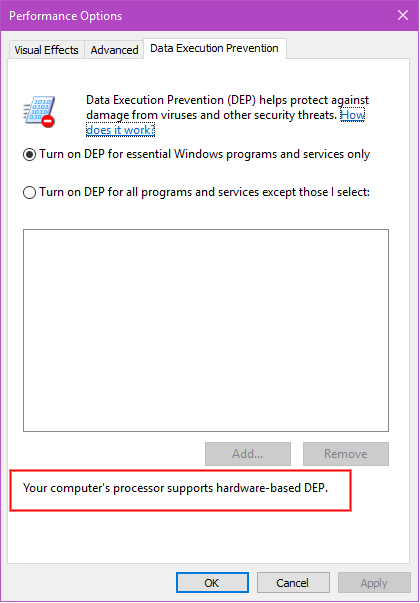 Performance Options
Visual Effects
Advanced
Data Execution Prevention
Data Execution Prevention (DEP) helps protect against
damage from viruses and other security threats. How
does it work?
Turn on DEP for essential Windows programs and services only
Turn on DEP for all programs and services except those I select:
Add...
Remove
Your computer's processor supports hardware-based DEP.
OK
Cancel
Apply